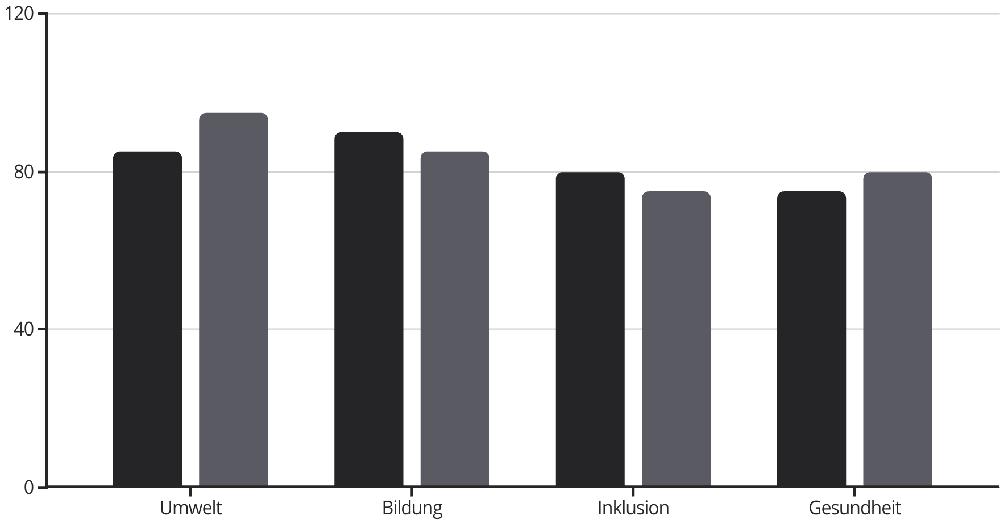 120
80
40
0
Umwelt
Bildung
Inklusion
Gesundheit